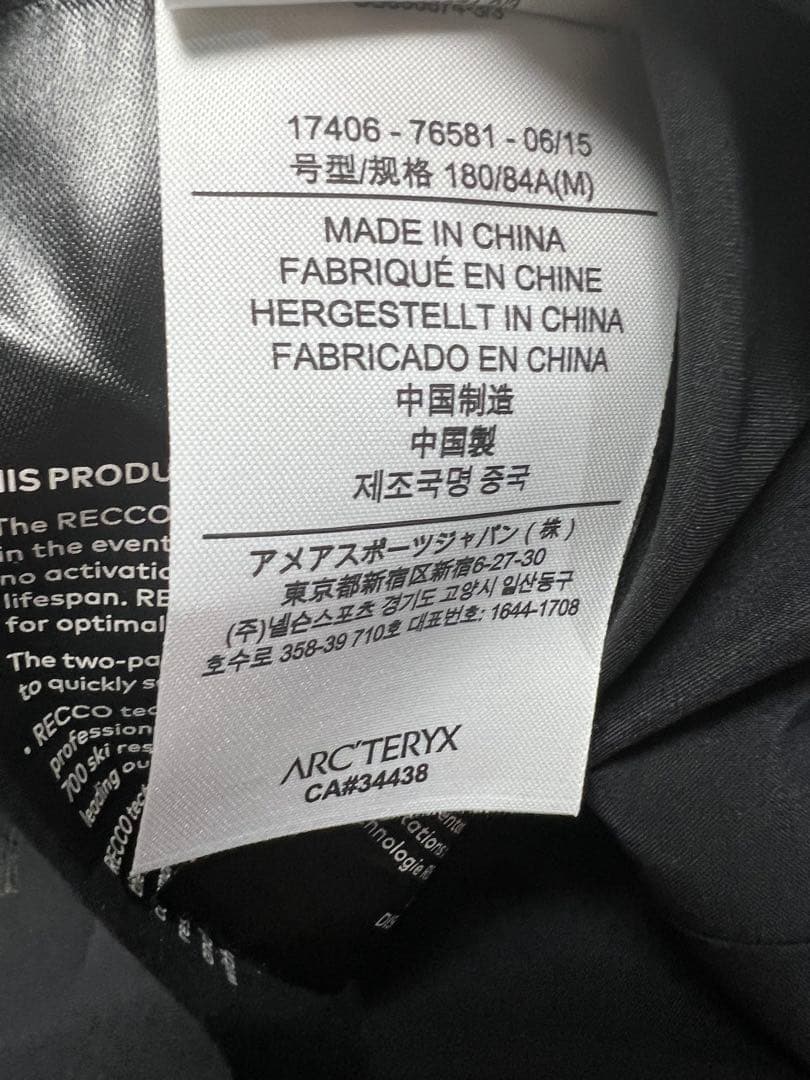 17406 - 76581 - 06/15
号型/规格 180/84A(M)
MADE IN CHINA
FABRIQUÉ EN CHINE
HERGESTELLT IN CHINA
FABRICADO EN CHINA
中国制造
中国製
제조국명 중국
アメアスポーツジャパン (株)
東京都新宿区新宿6-27-30
(주)넬슨스포츠 경기도 고양시 일산동구
호수로 358-39 710호 대표번호: 1644-1708
ARC'TERYX
CA#34438
HIS PRODU
The RECCO
in the event
no activatio
lifespan. RE
for optimal
The two-pa
to quickly s
• RECCO tec
profession
700 ski res
leading ou
RECCO tect